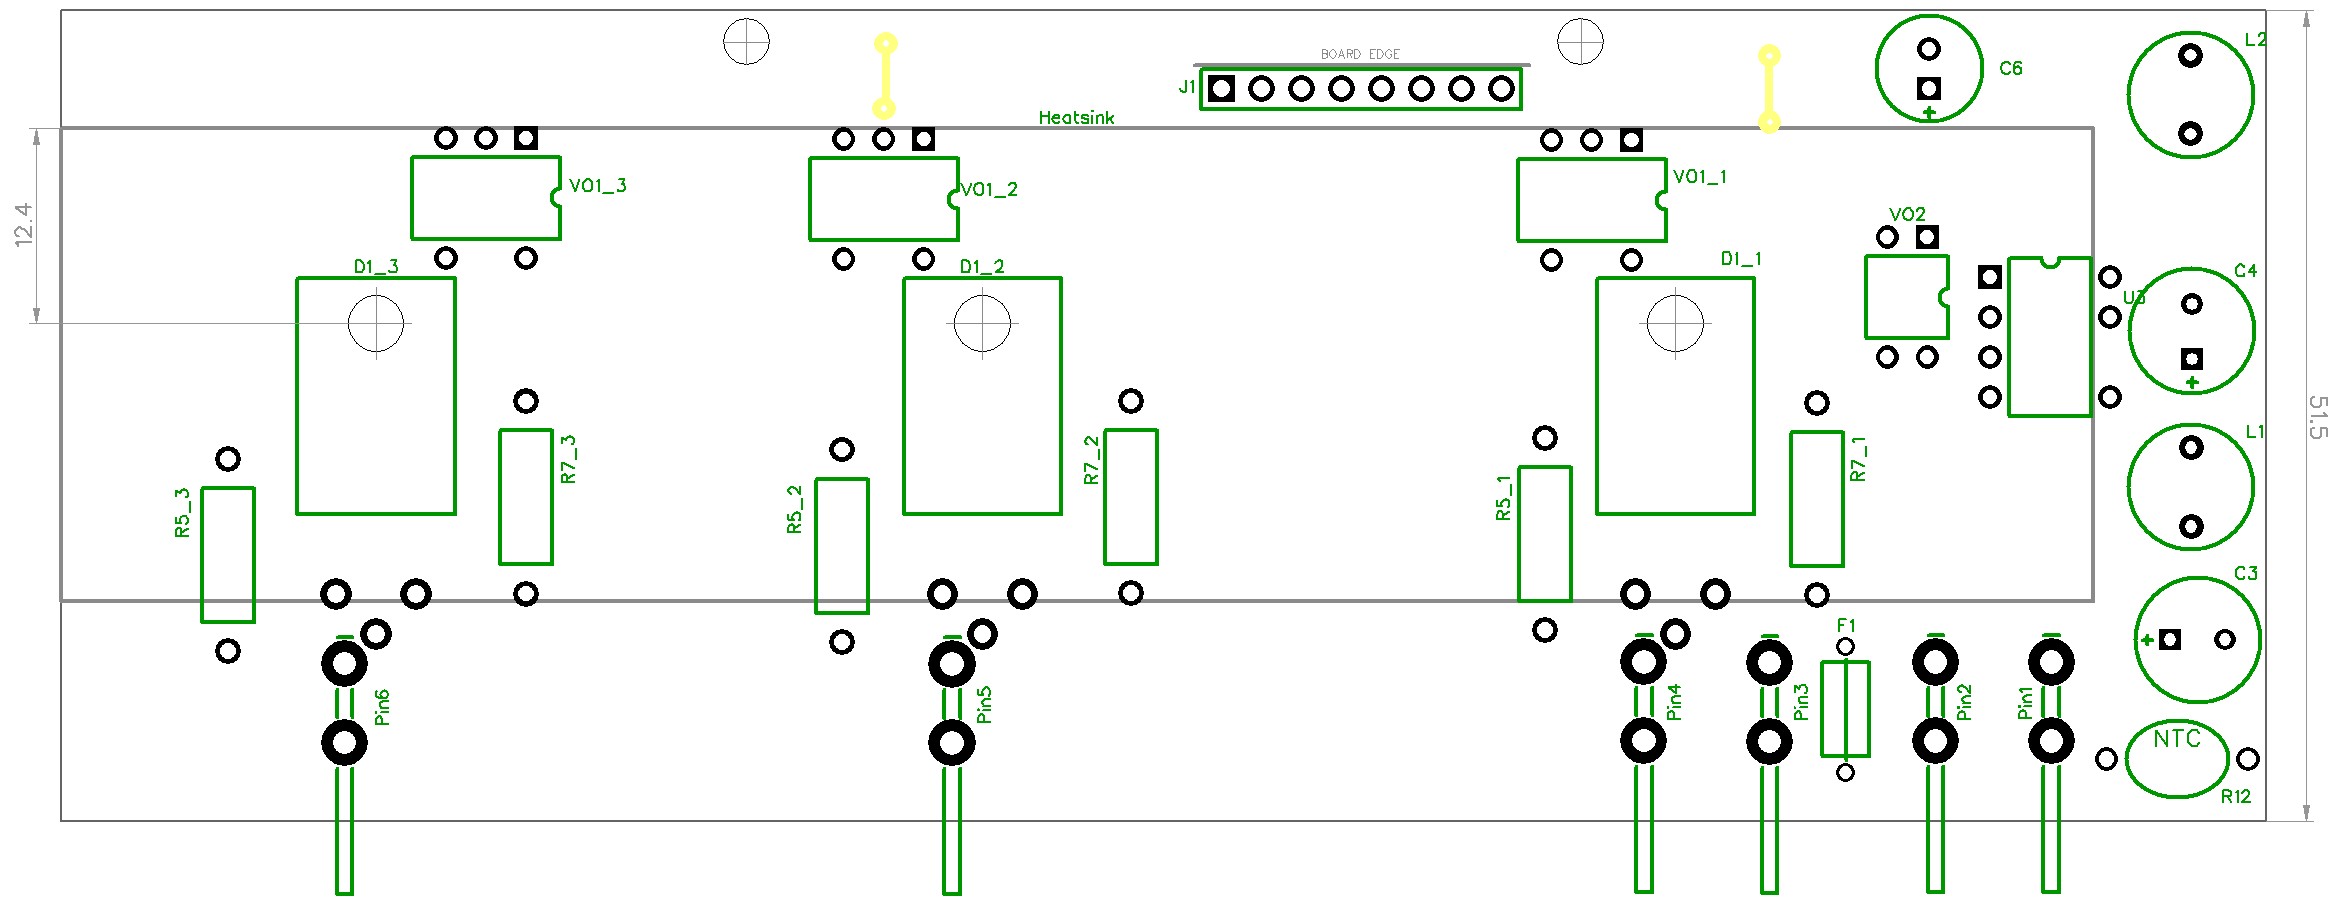 L2
BOARD EDGE
C6
J1
Heatsink
+
VO1_3
VO1_2
VO1_1
12.4
VO2
D1_3
D1_2
D1_1
C4
U3
+
51.5
R7_3
R7_2
R7_1
L1
R5_3
R5_2
R5_1
C3
F1
+
Pin6
Pin5
Pin4
Pin3
Pin2
Pin1
NTC
R12